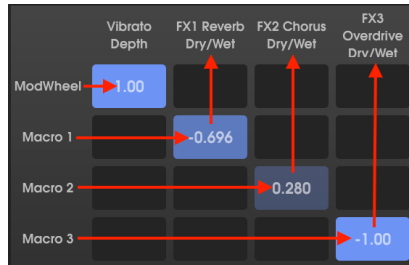 Vibrato Depth
FX1 Reverb Dry/Wet
FX2 Chorus Dry/Wet
FX3 Overdrive Dry/Wet
ModWheel 1.00
Macro 1 -0.696
Macro 2 0.280
Macro 3 -1.00